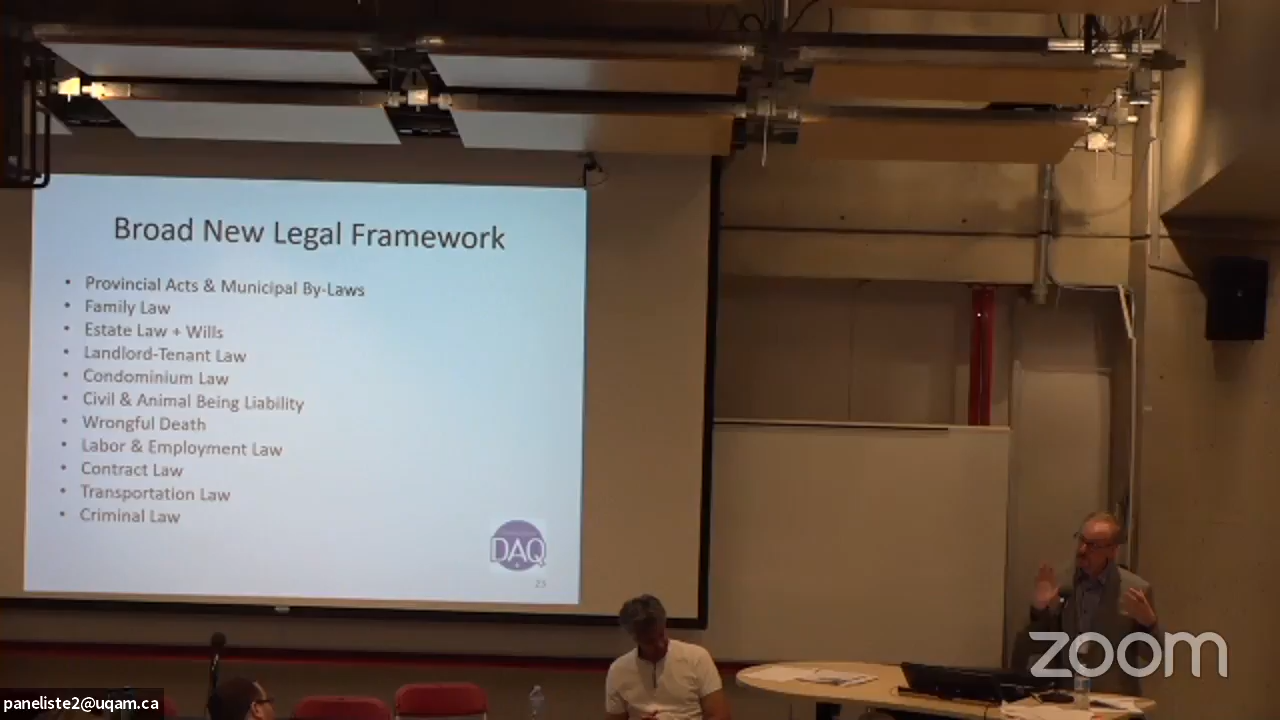 Broad New Legal Framework
• Provincial Acts & Municipal By-Laws
• Family Law
• Estate Law + Wills
• Landlord-Tenant Law
• Condominium Law
• Civil & Animal Being Liability
• Wrongful Death
• Labor & Employment Law
• Contract Law
• Transportation Law
• Criminal Law
DAQ
23
zoom
paneliste2@uqam.ca